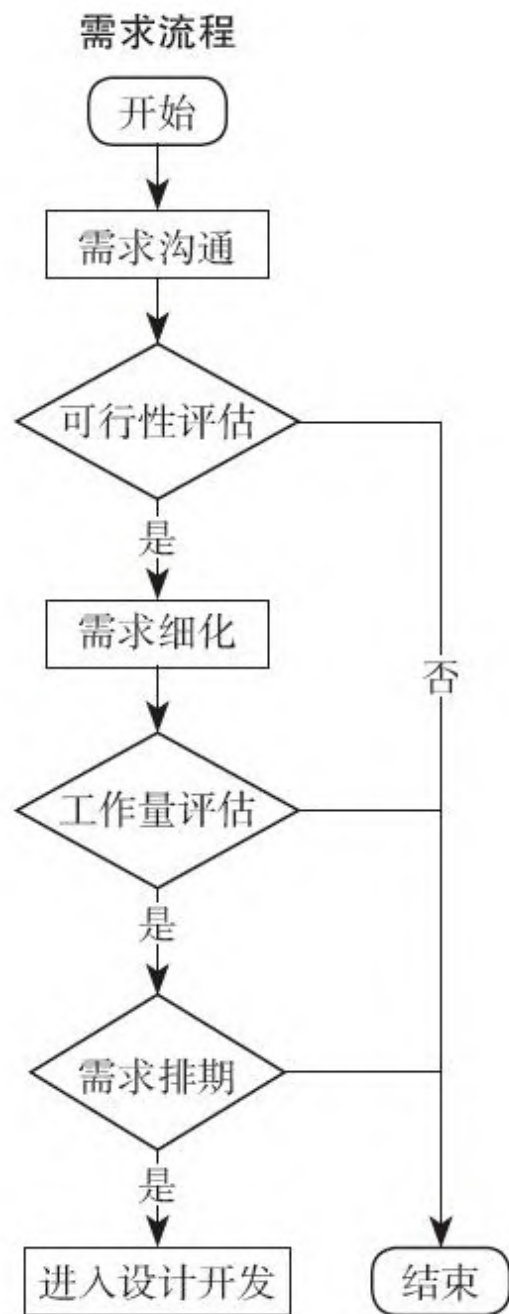 需求流程
开始
需求沟通
可行性评估
是
需求细化
否
工作量评估
是
需求排期
是
进入设计开发
结束